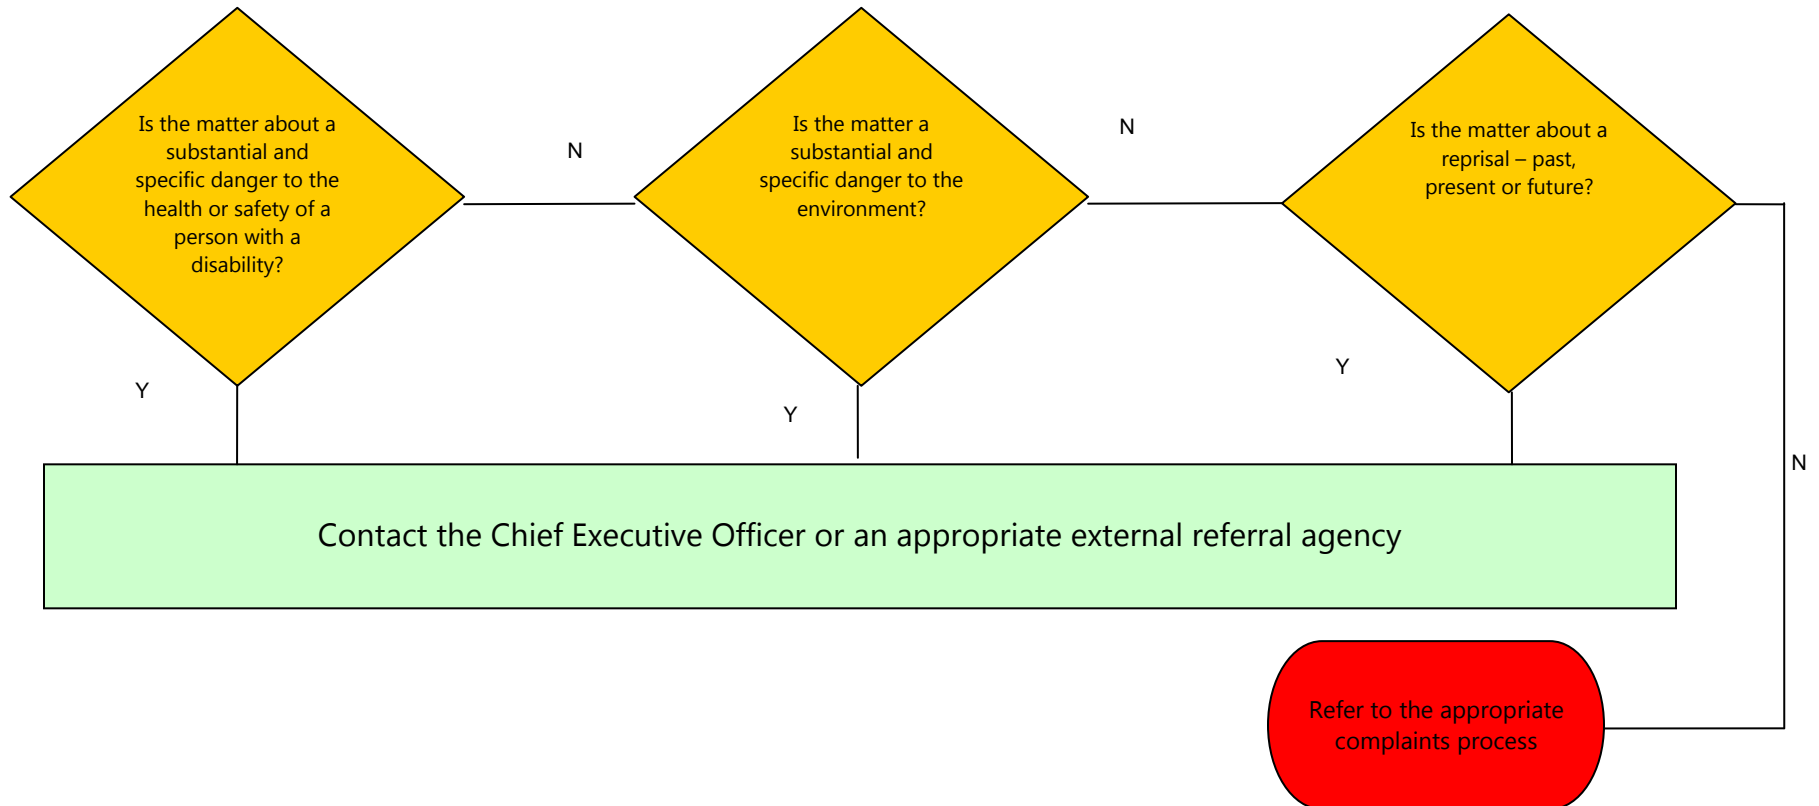 Is the matter about a
substantial and
specific danger to the
health or safety of a
person with a
disability?
N
Is the matter a
substantial and
specific danger to the
environment?
N
Is the matter about a
reprisal – past,
present or future?
Y
Y
Y
N
Contact the Chief Executive Officer or an appropriate external referral agency
Refer to the appropriate
complaints process